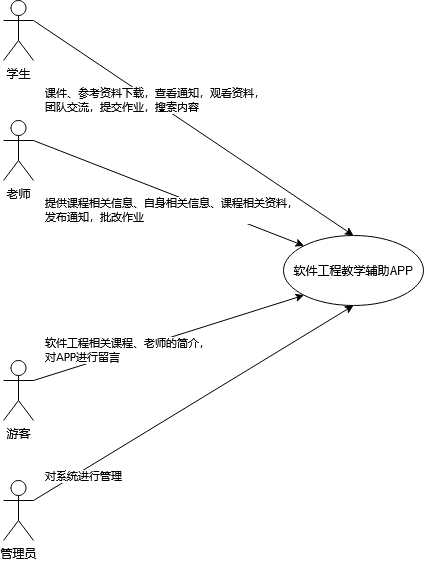 学生
课件、参考资料下载，查看通知，观看资料，
团队交流，提交作业，搜索内容
老师
提供课程相关信息、自身相关信息、课程相关资料，
发布通知，批改作业
软件工程教学辅助APP
软件工程相关课程、老师的简介，
对APP进行留言
游客
对系统进行管理
管理员